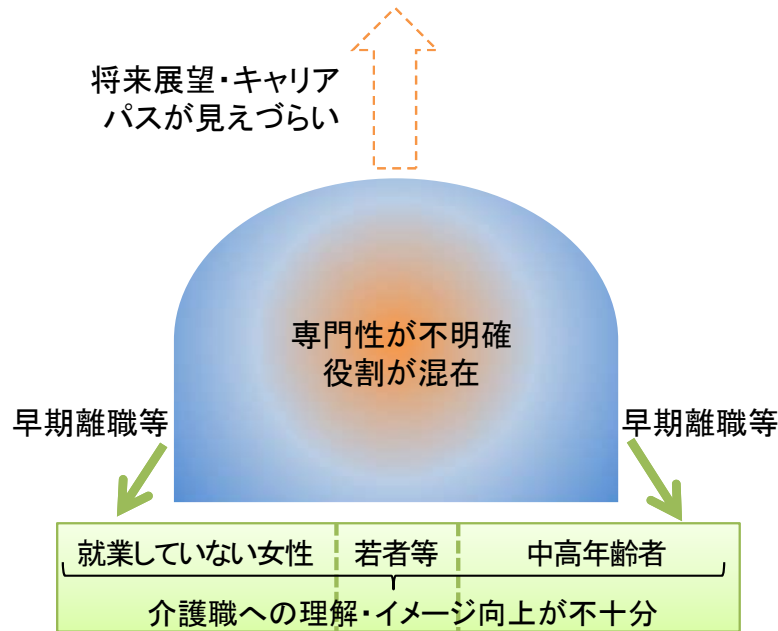 将来展望・キャリア
パスが見えづらい
専門性が不明確
役割が混在
早期離職等
早期離職等
就業していない女性
若者等
中高年齢者
介護職への理解・イメージ向上が不十分